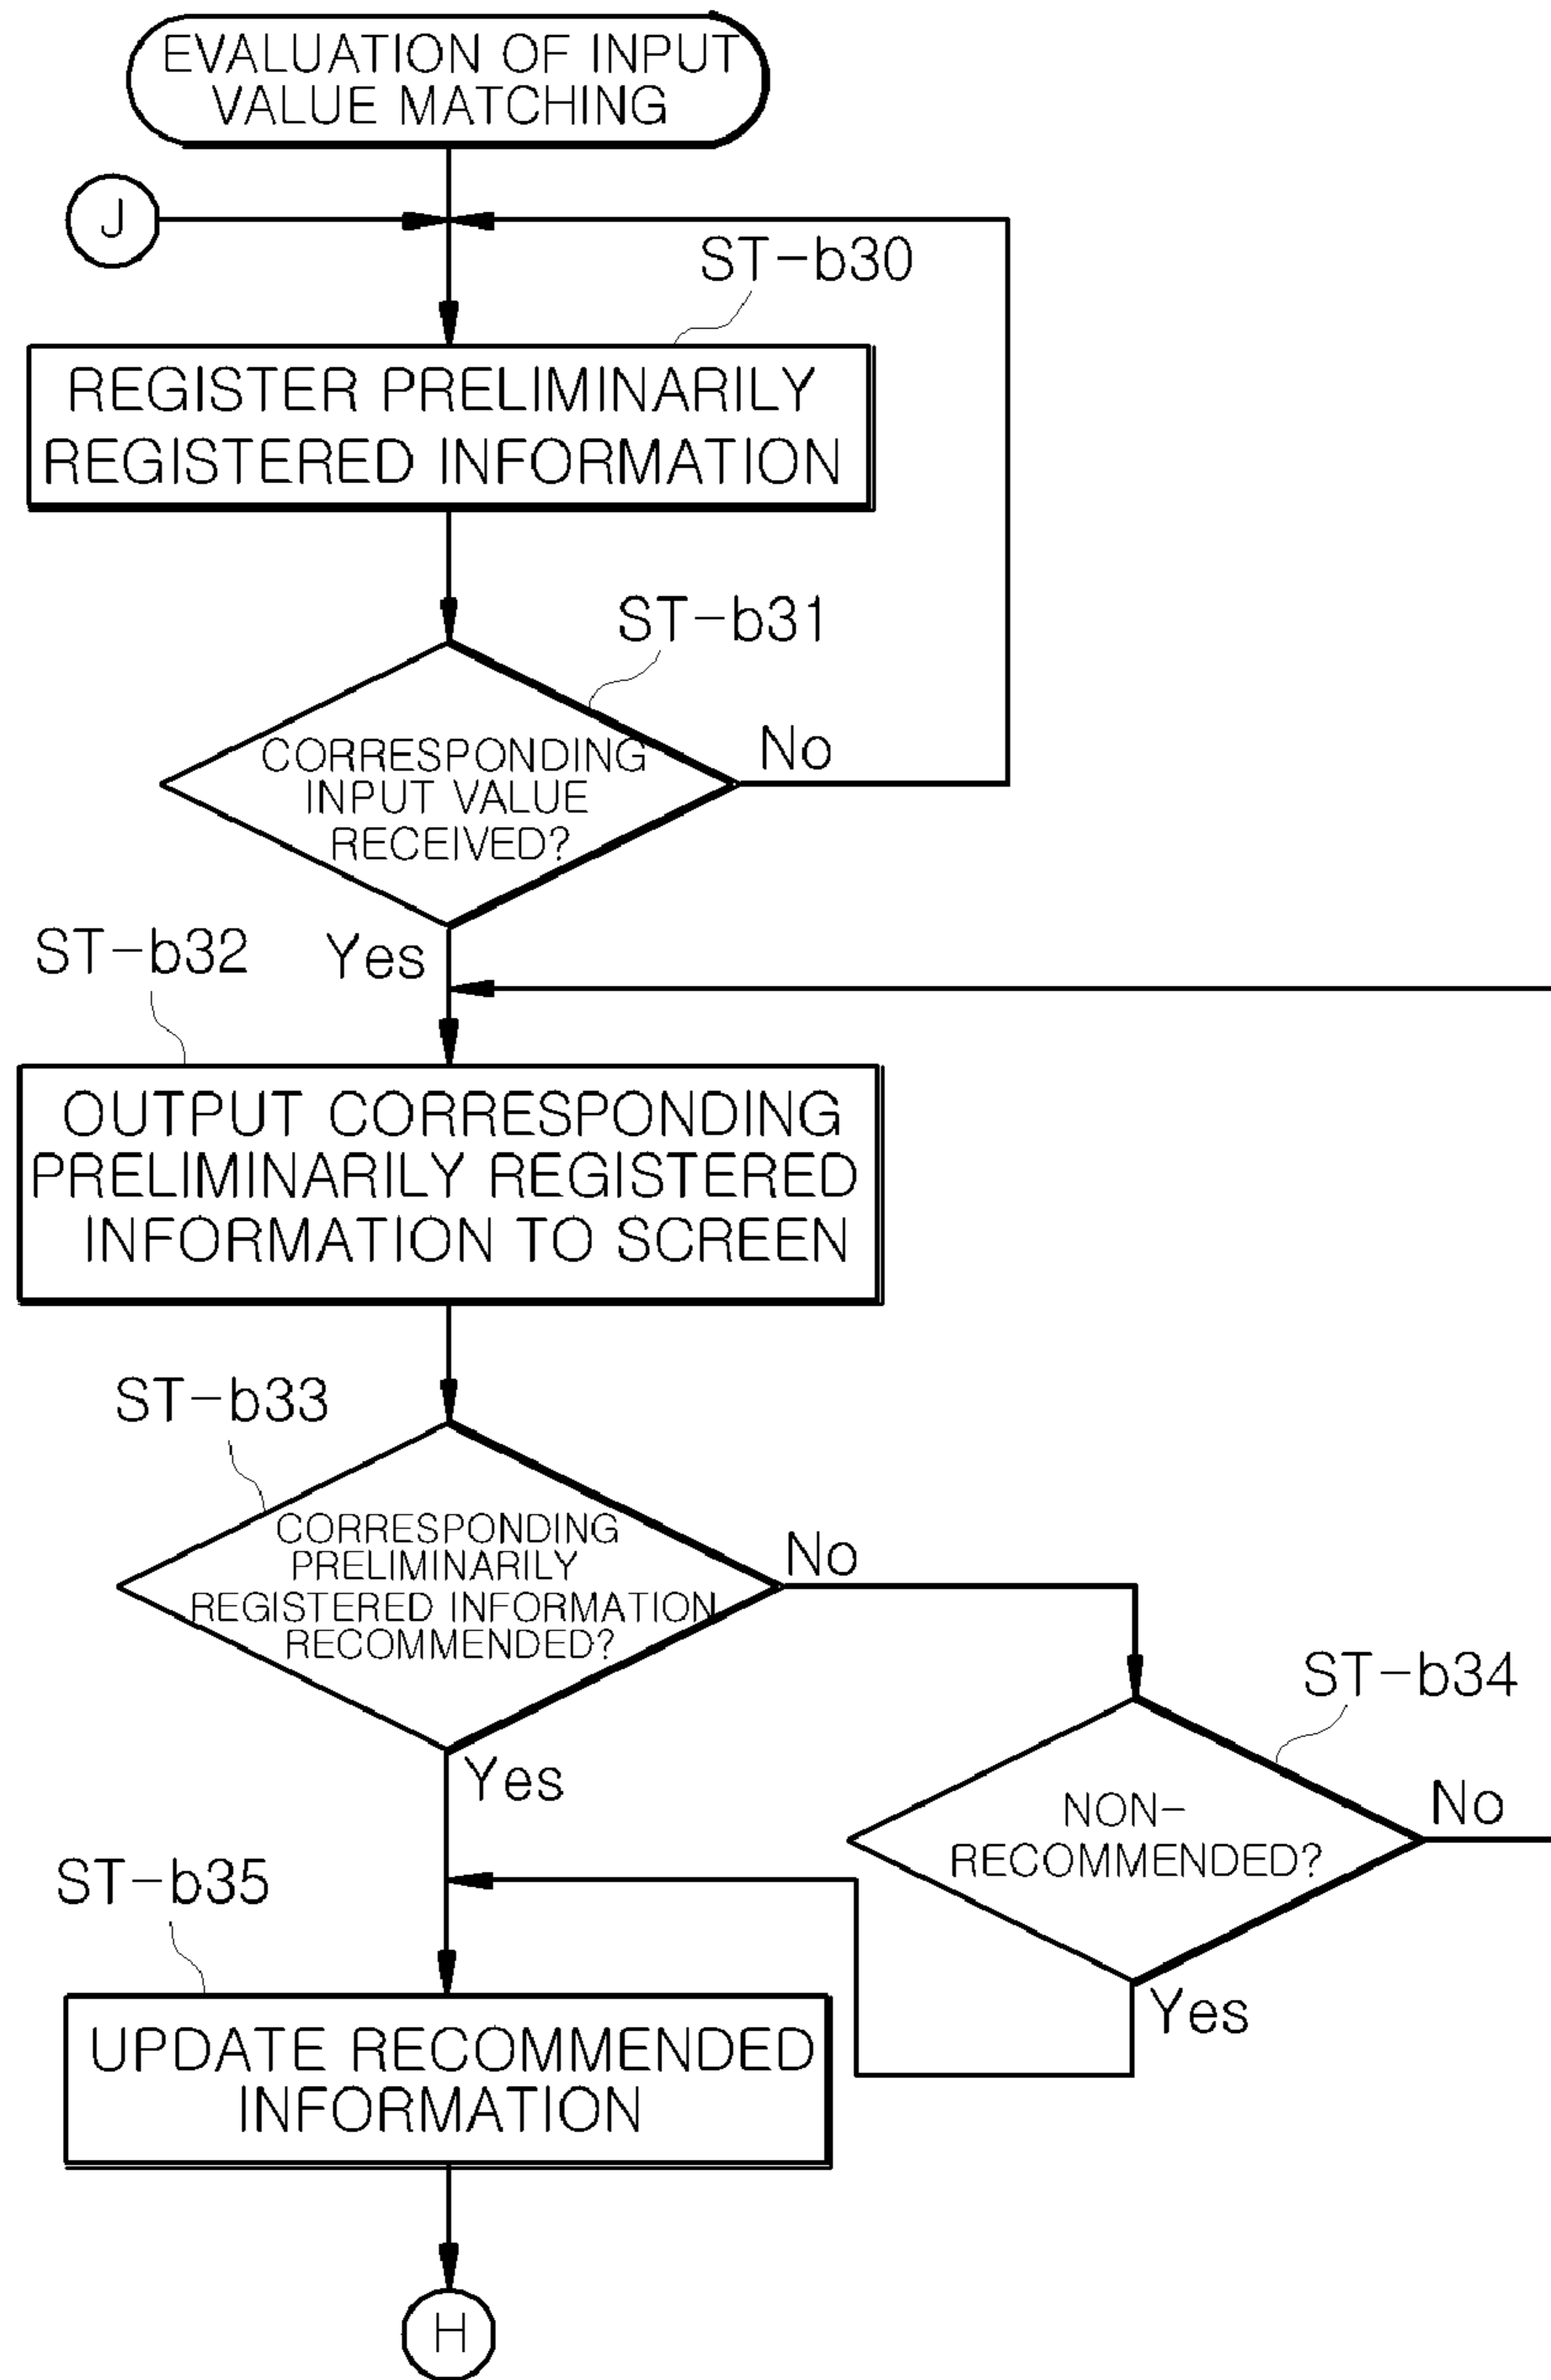 EVALUATION OF INPUT
VALUE MATCHING
J
ST-b30
REGISTER PRELIMINARILY
REGISTERED INFORMATION
ST-b31
CORRESPONDING
INPUT VALUE
RECEIVED?
No
ST-b32
Yes
OUTPUT CORRESPONDING
PRELIMINARILY REGISTERED
INFORMATION TO SCREEN
ST-b33
CORRESPONDING
PRELIMINARILY
REGISTERED INFORMATION
RECOMMENDED?
No
ST-b34
Yes
NON-
RECOMMENDED?
No
ST-b35
Yes
UPDATE RECOMMENDED
INFORMATION
H